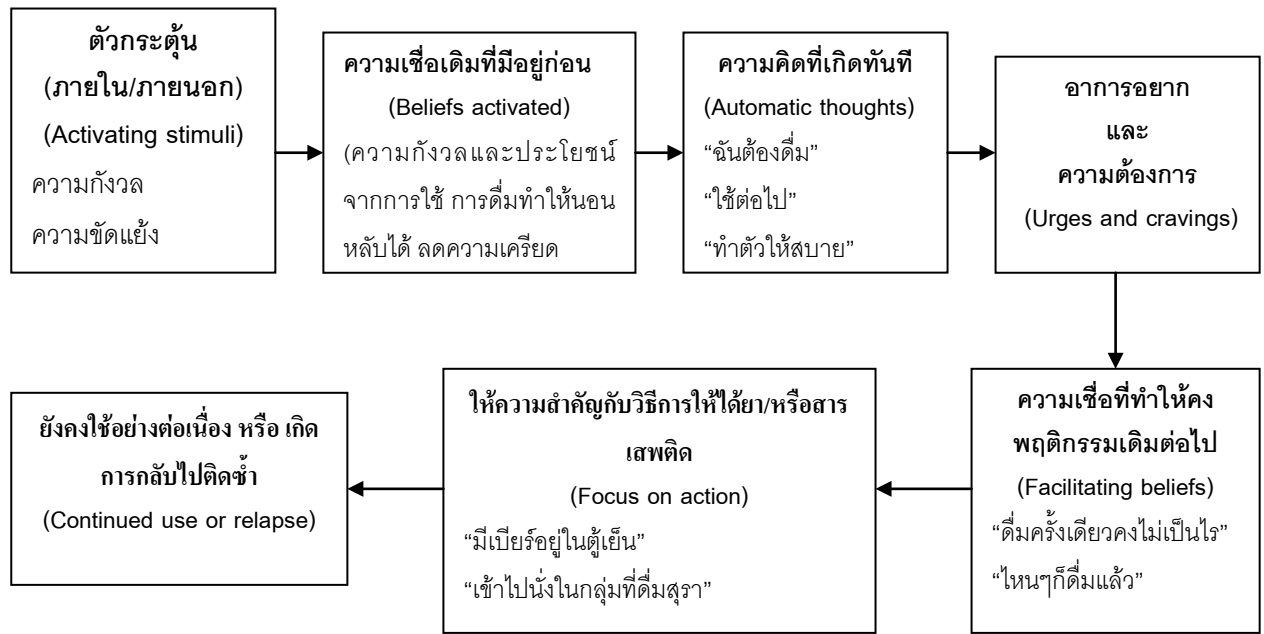 ตัวกระตุ้น
(ภายใน/ภายนอก)
(Activating stimuli)
ความกังวล
ความขัดแย้ง
ความเชื่อเดิมที่มีอยู่ก่อน
(Beliefs activated)
(ความกังวลและประโยชน์
จากการใช้ การดื่มทำให้นอน
หลับได้ ลดความเครียด
ความคิดที่เกิดทันที
(Automatic thoughts)
“ฉันต้องดื่ม”
“ใช้ต่อไป”
“ทำตัวให้สบาย”
อาการอยาก
และ
ความต้องการ
(Urges and cravings)
ความเชื่อที่ทำให้คง
พฤติกรรมเดิมต่อไป
(Facilitating beliefs)
“ดื่มครั้งเดียวคงไม่เป็นไร”
“ไหนๆก็ดื่มแล้ว”
ให้ความสำคัญกับวิธีการให้ได้ยา/หรือสาร
เสพติด
(Focus on action)
“มีเบียร์อยู่ในตู้เย็น”
“เข้าไปนั่งในกลุ่มที่ดื่มสุรา”
ยังคงใช้อย่างต่อเนื่อง หรือ เกิด
การกลับไปติดซ้ำ
(Continued use or relapse)